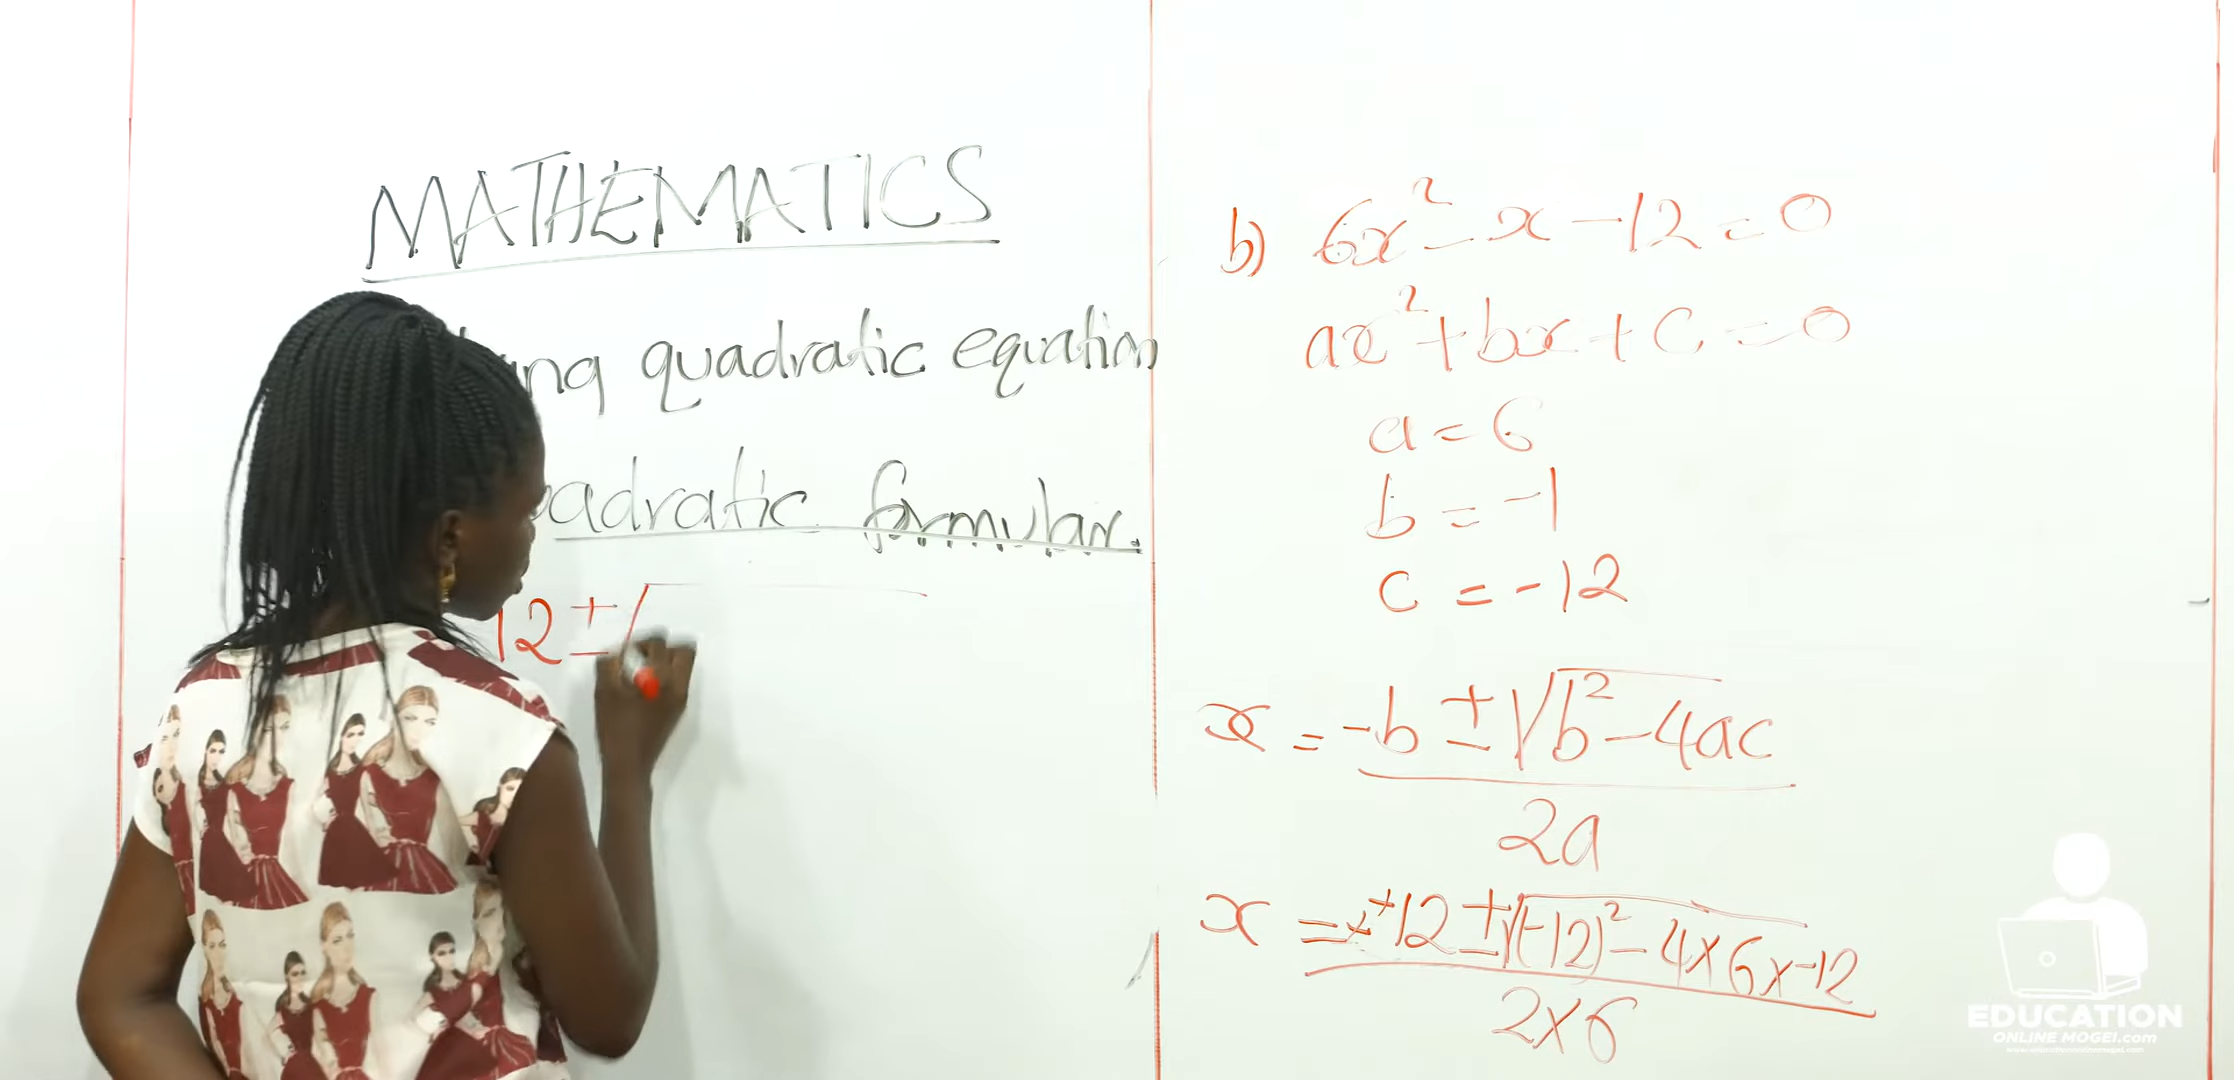 MATHEMATICS
quadratic equation
quadratic formular.
12 ± √
b) 6x² - x - 12 = 0
ax² + bx + c = 0
a = 6
b = -1
c = -12
x = -b ± √b² - 4ac
2a
x = +12 ± √(-12)² - 4 x 6 x -12
2 x 6
EDUCATION
ONLINE MOGEI.com